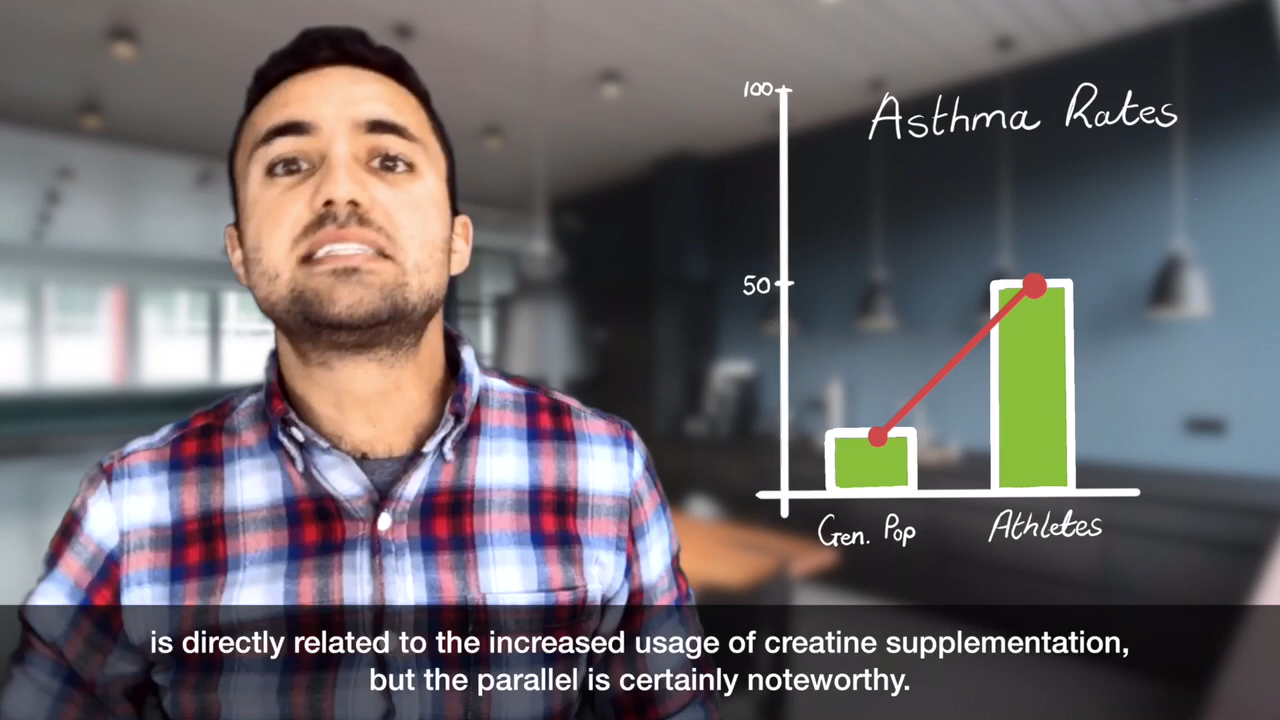 Asthma Rates
100
50
Gen. Pop
Athletes
is directly related to the increased usage of creatine supplementation,
but the parallel is certainly noteworthy.